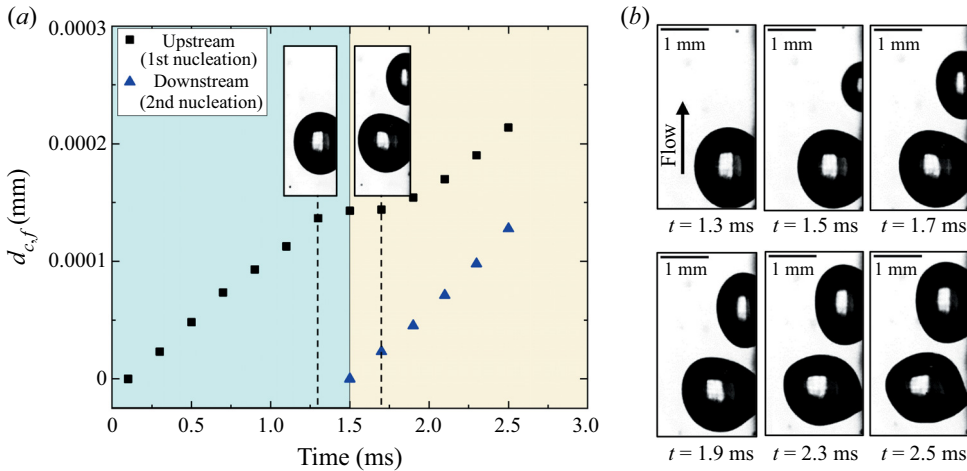 (a)
0.0003
0.0002
0.0001
0
d_{c,f} (mm)
Upstream
(1st nucleation)
Downstream
(2nd nucleation)
0
0.5
1.0
1.5
2.0
2.5
3.0
Time (ms)
(b)
1 mm
1 mm
1 mm
Flow
t = 1.3 ms
t = 1.5 ms
t = 1.7 ms
1 mm
1 mm
1 mm
t = 1.9 ms
t = 2.3 ms
t = 2.5 ms